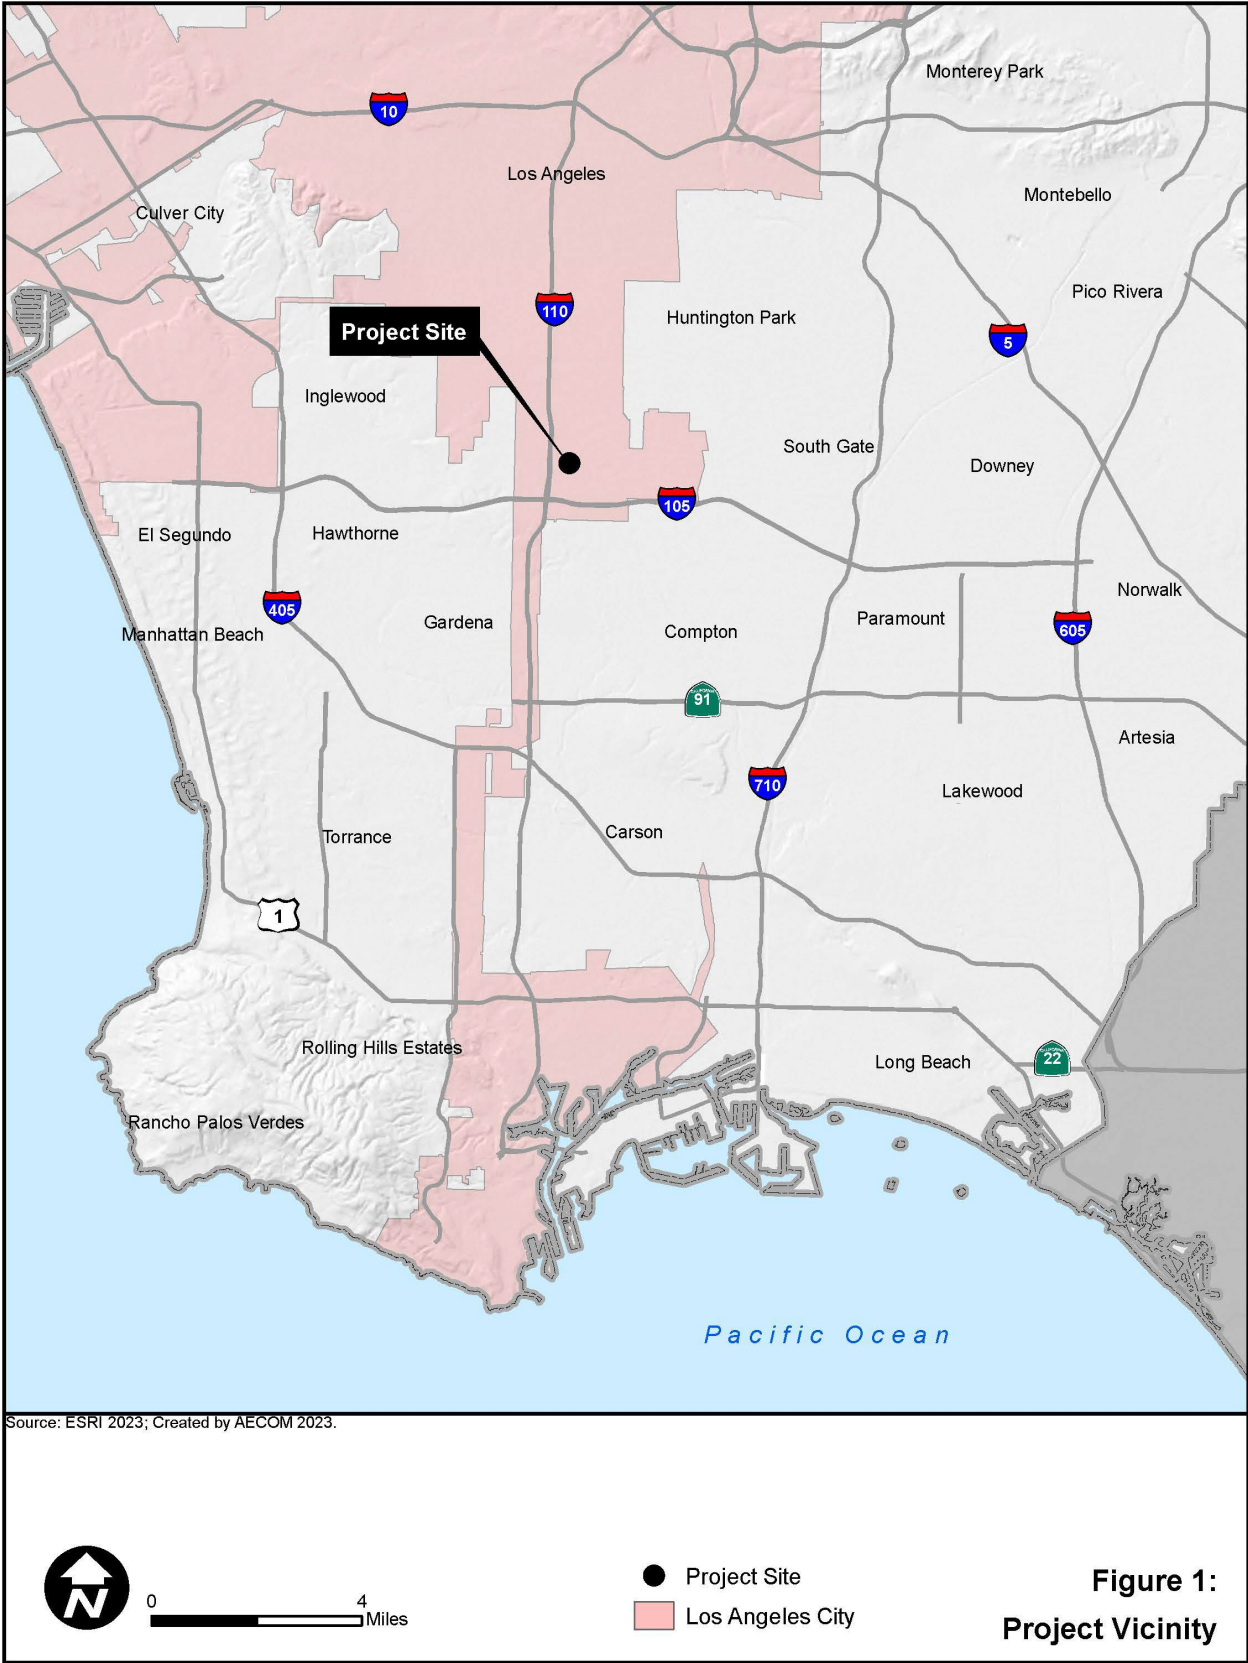 Monterey Park
10
Los Angeles
Montebello
Culver City
Pico Rivera
110
Huntington Park
Project Site
5
Inglewood
South Gate
Downey
105
El Segundo
Hawthorne
Norwalk
405
Gardena
Paramount
Manhattan Beach
Compton
605
91
Artesia
710
Lakewood
Carson
Torrance
1
Rolling Hills Estates
Long Beach
CALIFORNIA
22
Rancho Palos Verdes
Pacific Ocean
Source: ESRI 2023; Created by AECOM 2023.
N
0 4
Miles
Project Site
Los Angeles City
Figure 1:
Project Vicinity